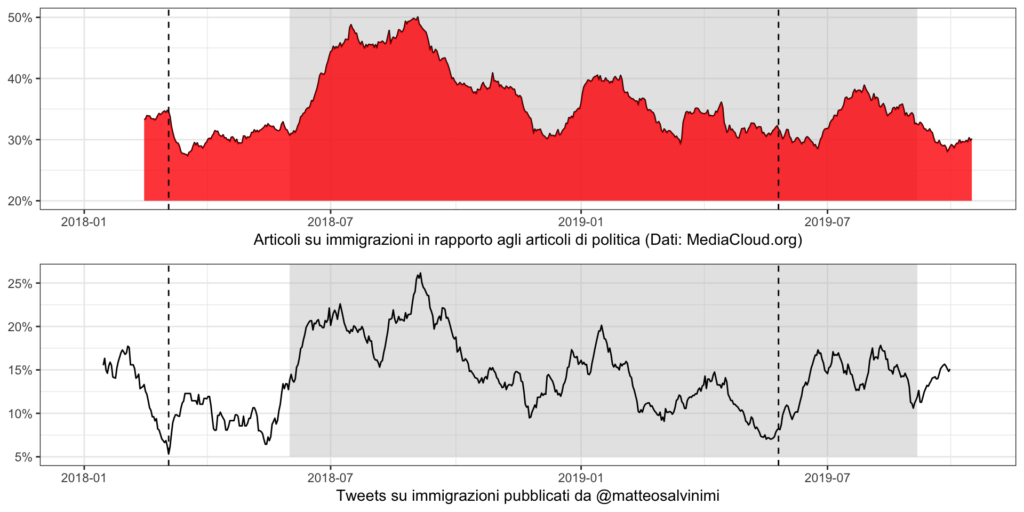 50%
40%
30%
20%
2018-01 2018-07 2019-01 2019-07
Articoli su immigrazioni in rapporto agli articoli di politica (Dati: MediaCloud.org)
25%
20%
15%
10%
5%
2018-01 2018-07 2019-01 2019-07
Tweets su immigrazioni pubblicati da @matteosalvinimi